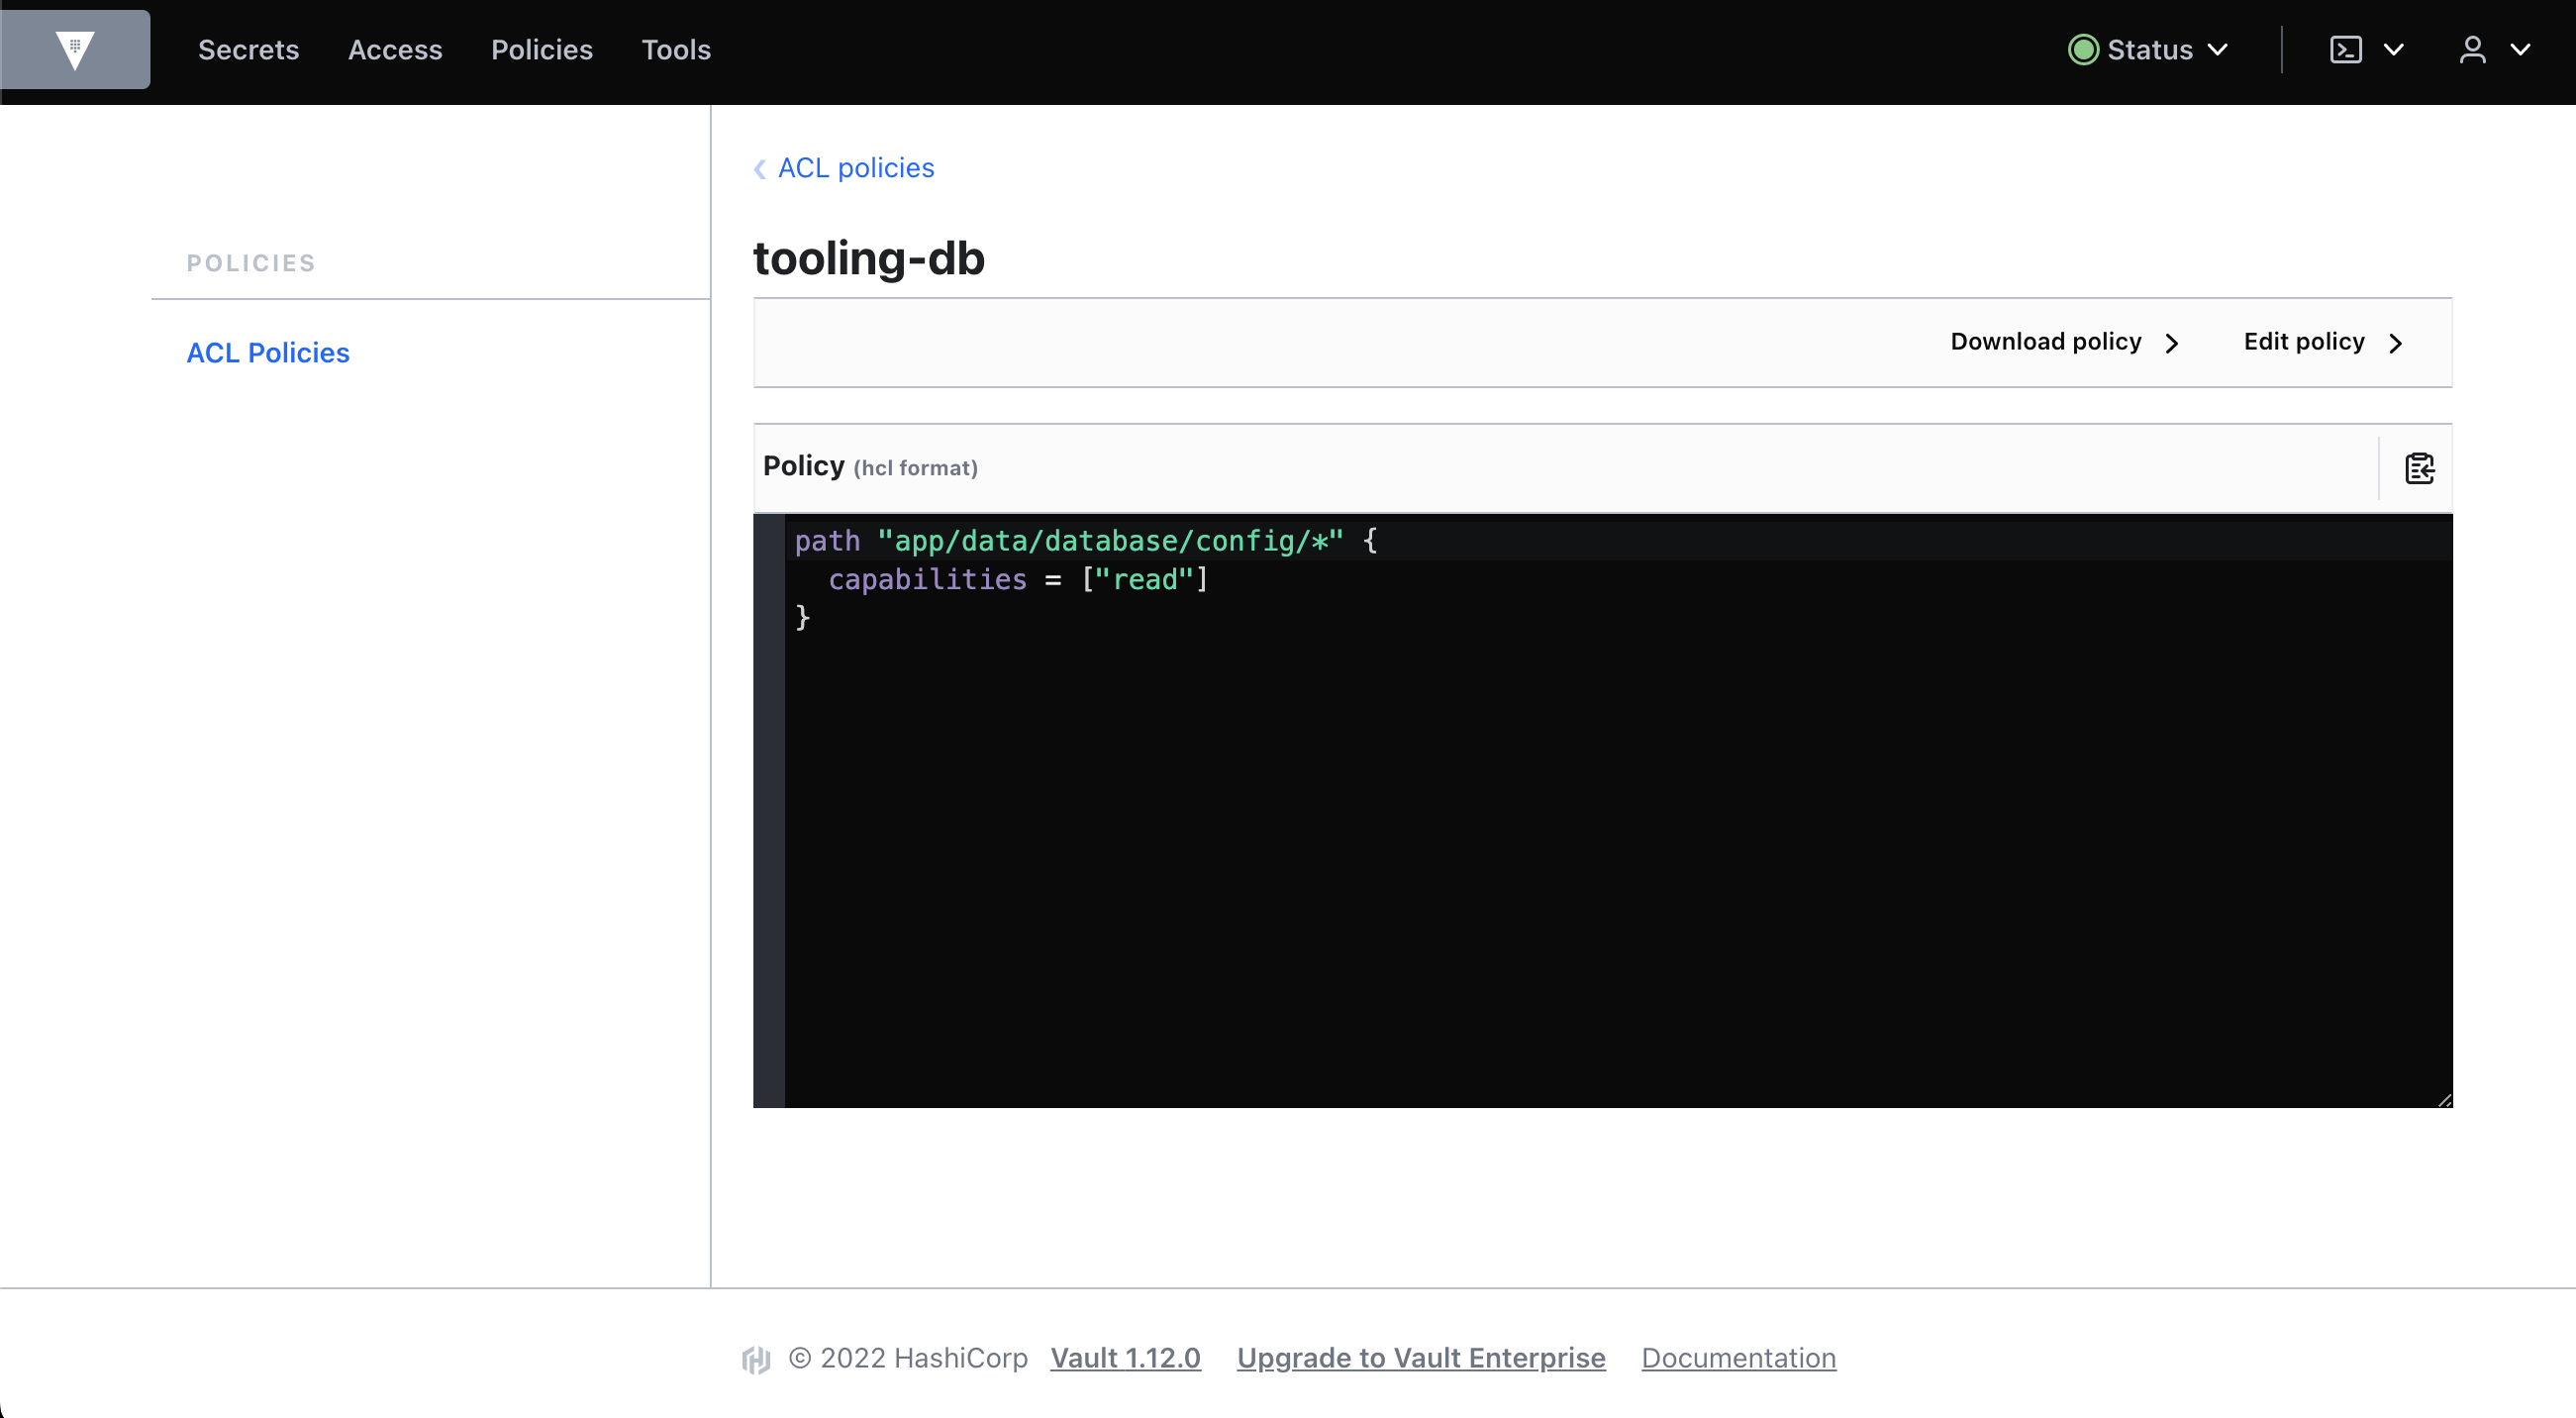 Secrets Access Policies Tools Status
ACL policies
POLICIES
tooling-db
ACL Policies
Download policy Edit policy
Policy (hcl format)
path "app/data/database/config/*" {
  capabilities = ["read"]
}
© 2022 HashiCorp Vault 1.12.0 Upgrade to Vault Enterprise Documentation